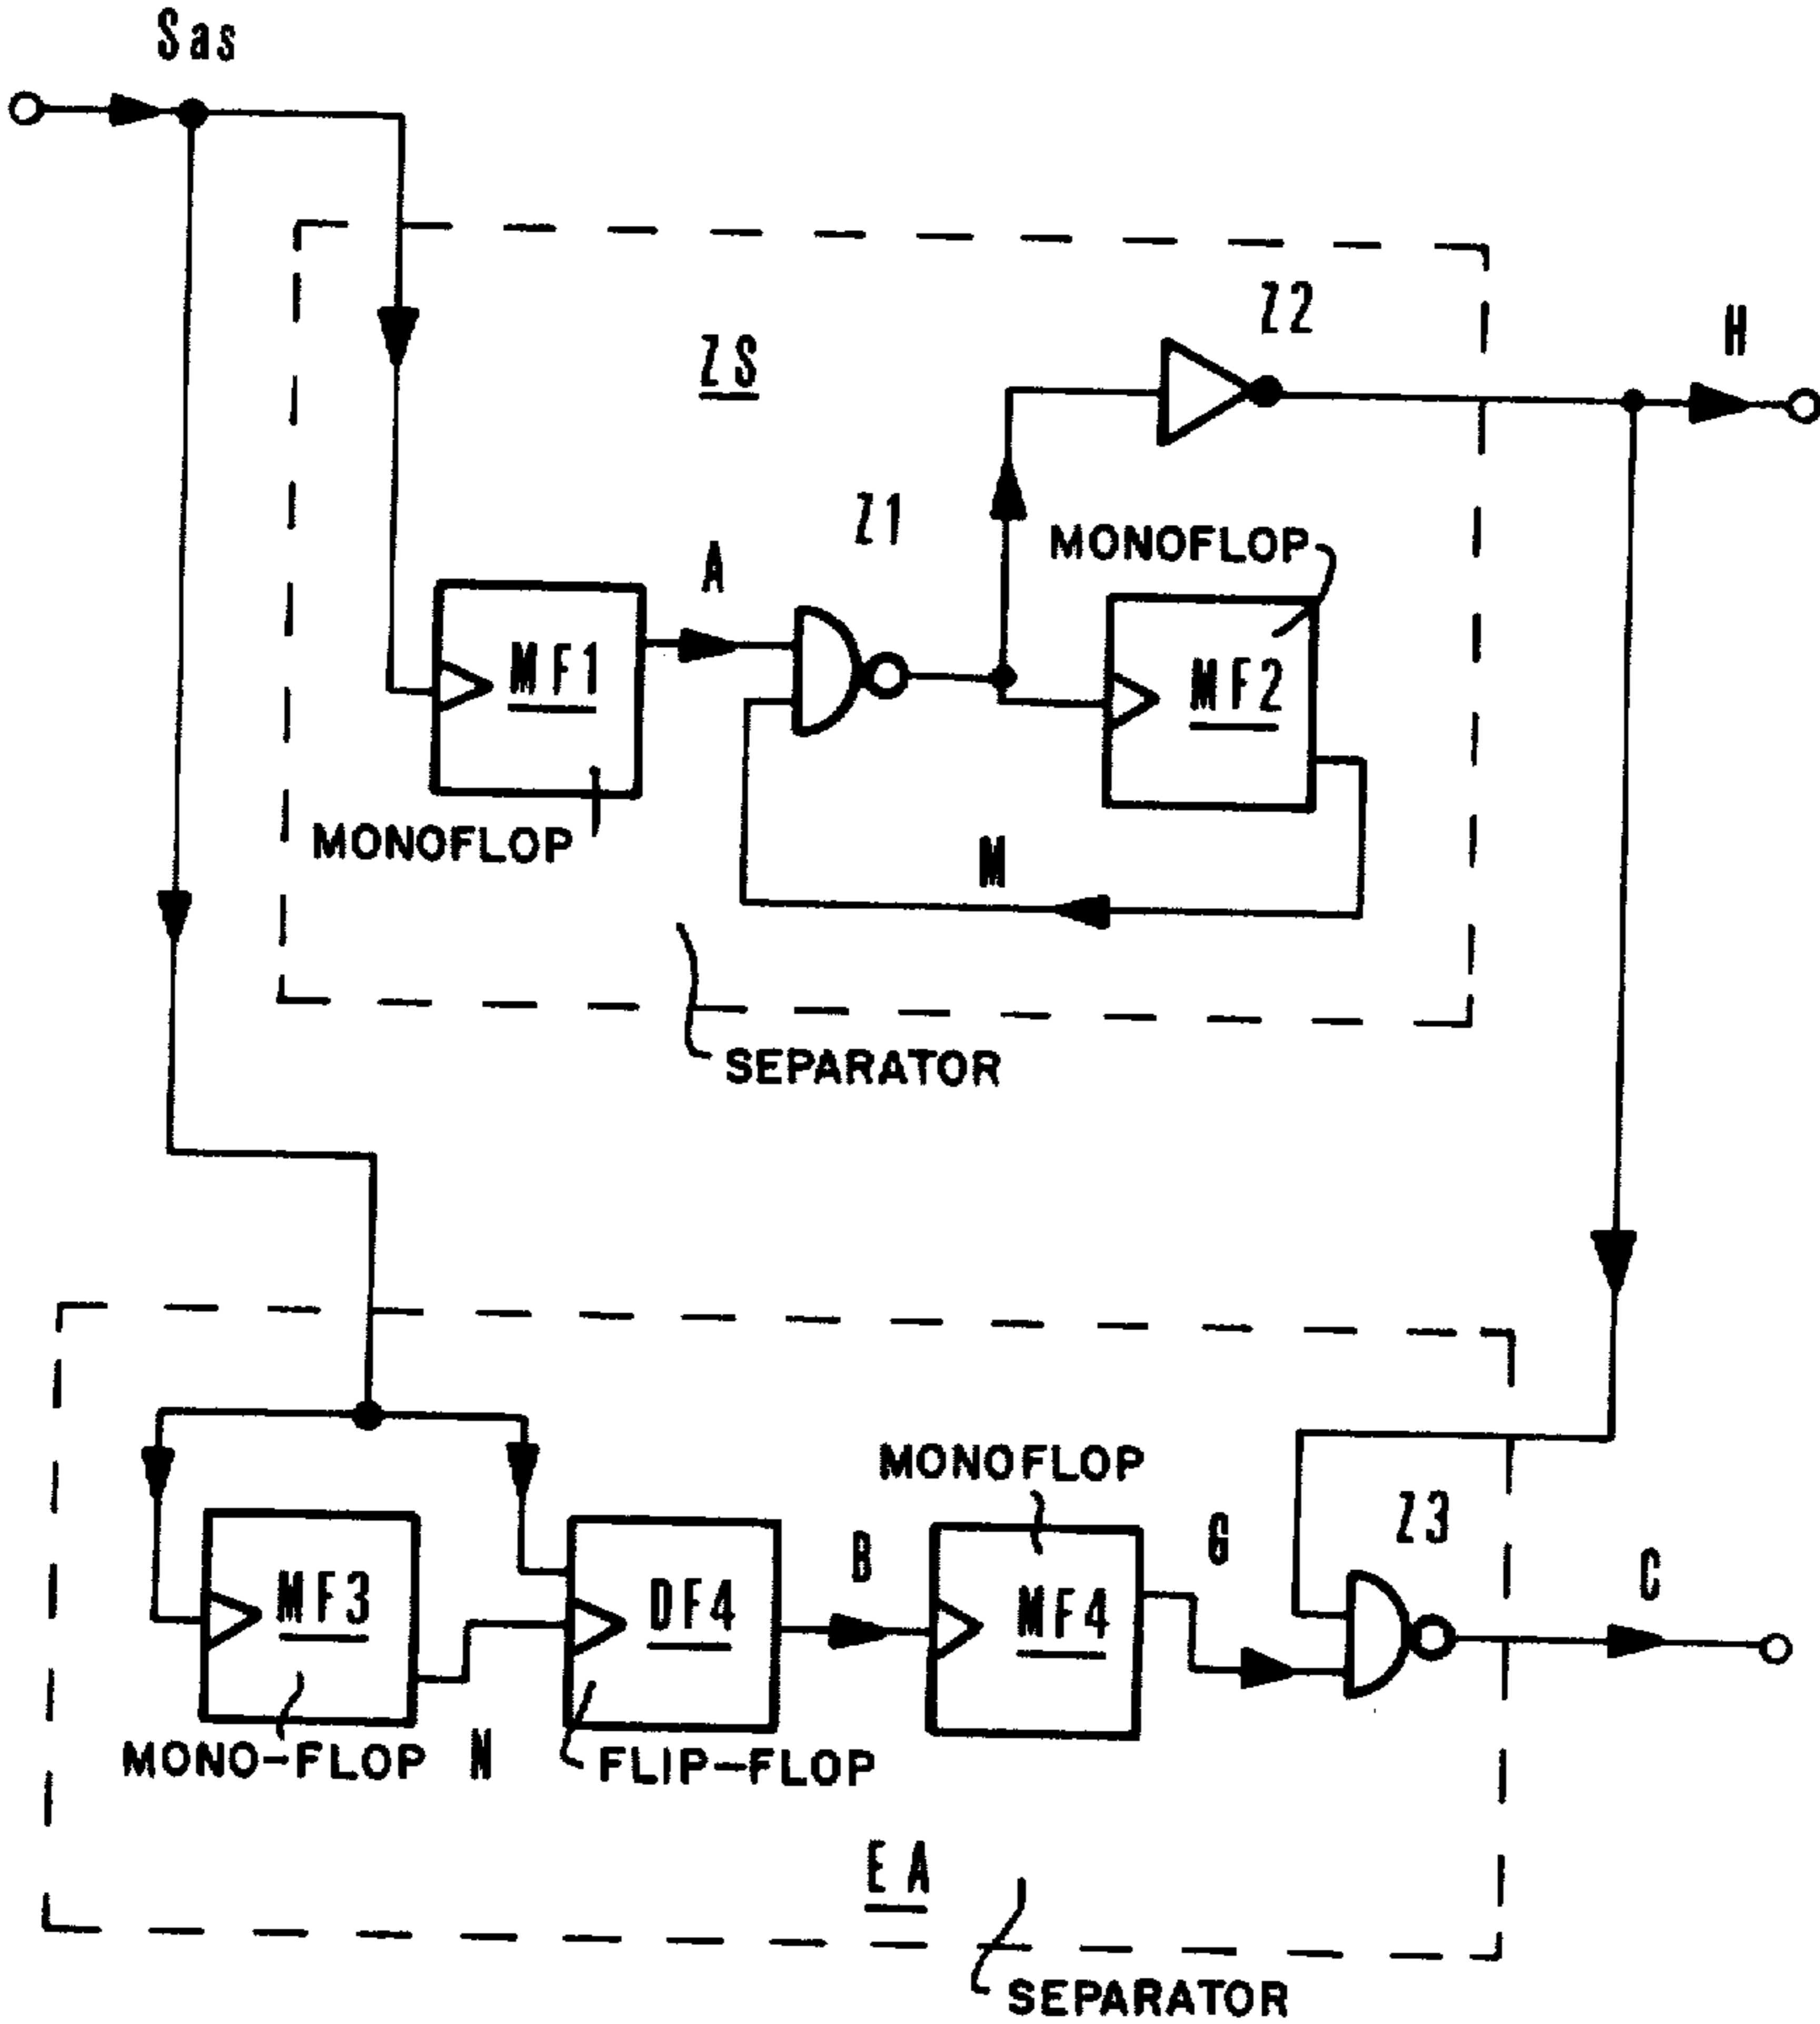 Sas
Z2
H
ZS
Z1
MONOFLOP
A
MF1
MF2
MONOFLOP
M
SEPARATOR
MONOFLOP
Z3
B
G
C
MF3
DF4
MF4
MONO-FLOP
N
FLIP-FLOP
EA
SEPARATOR